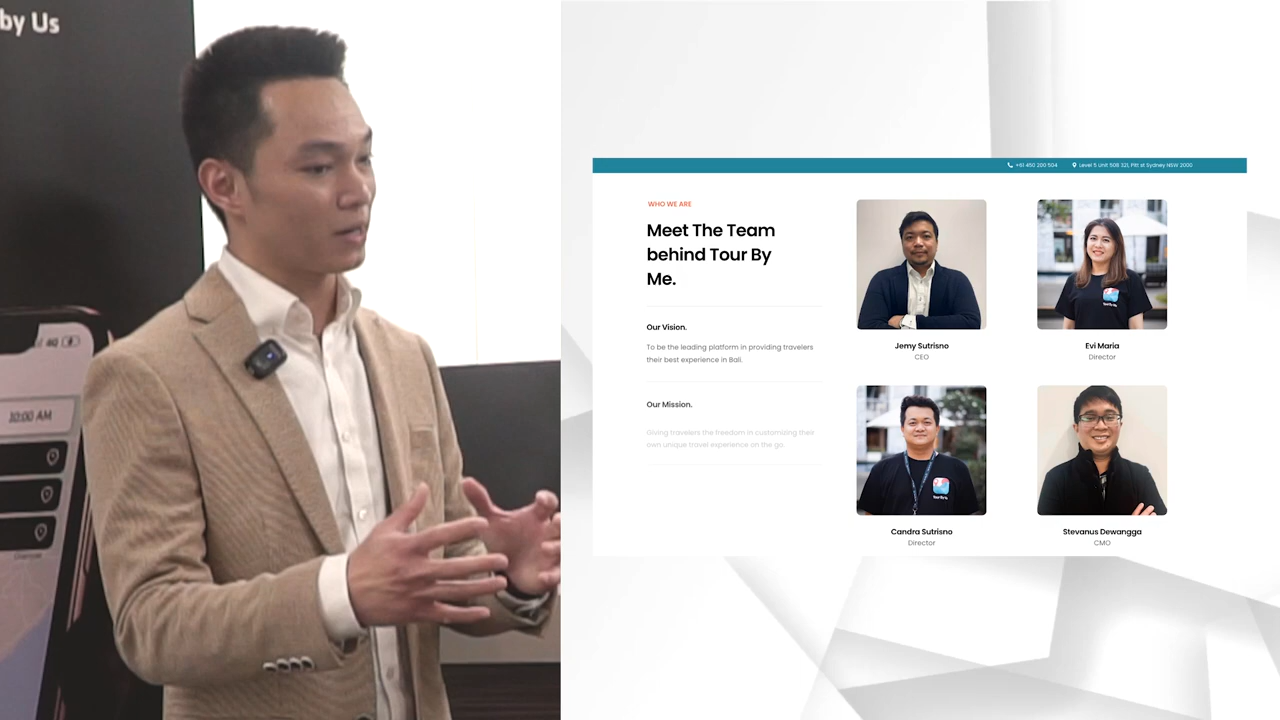 by Us
4G
10:00 AM
+61 450 200 504
Level 5 Unit 508 321, Pitt st Sydney NSW 2000
WHO WE ARE
Meet The Team
behind Tour By
Me.
Our Vision.
To be the leading platform in providing travelers
their best experience in Bali.
Our Mission.
Giving travelers the freedom in customizing their
own unique travel experience on the go
Jemy Sutrisno
CEO
Evi Maria
Director
Candra Sutrisno
Director
Stevanus Dewangga
CMO